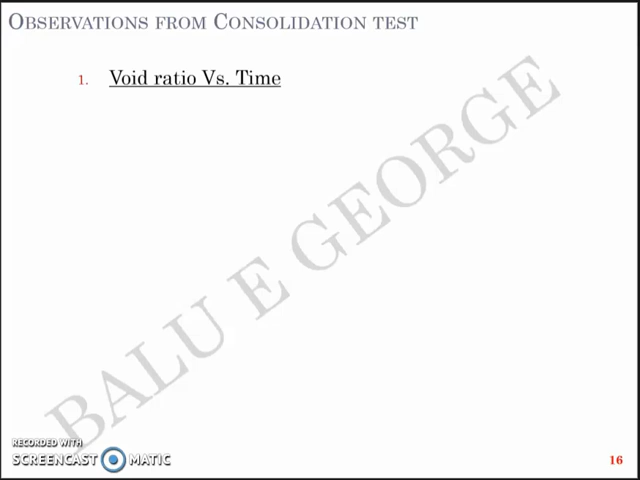 OBSERVATIONS FROM CONSOLIDATION TEST
1. Void ratio Vs. Time
BALU E GEORGE
RECORDED WITH
SCREENCAST MATIC
16